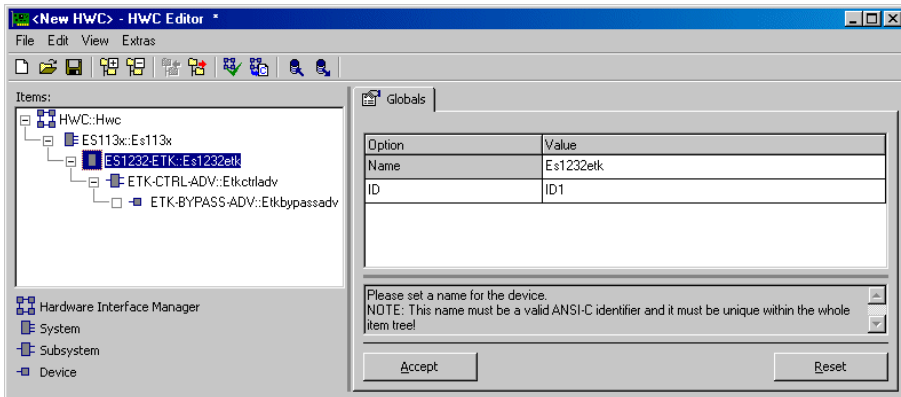 <New HWC> - HWC Editor *
File Edit View Extras
Items:
HWC::Hwc
ES113x::Es113x
ES1232-ETK::Es1232etk
ETK-CTRL-ADV::Etkctrladv
ETK-BYPASS-ADV::Etkbypassadv
Hardware Interface Manager
System
Subsystem
Device
Globals
Option Value
Name Es1232etk
ID ID1
Please set a name for the device.
NOTE: This name must be a valid ANSI-C identifier and it must be unique within the whole
item tree!
Accept Reset